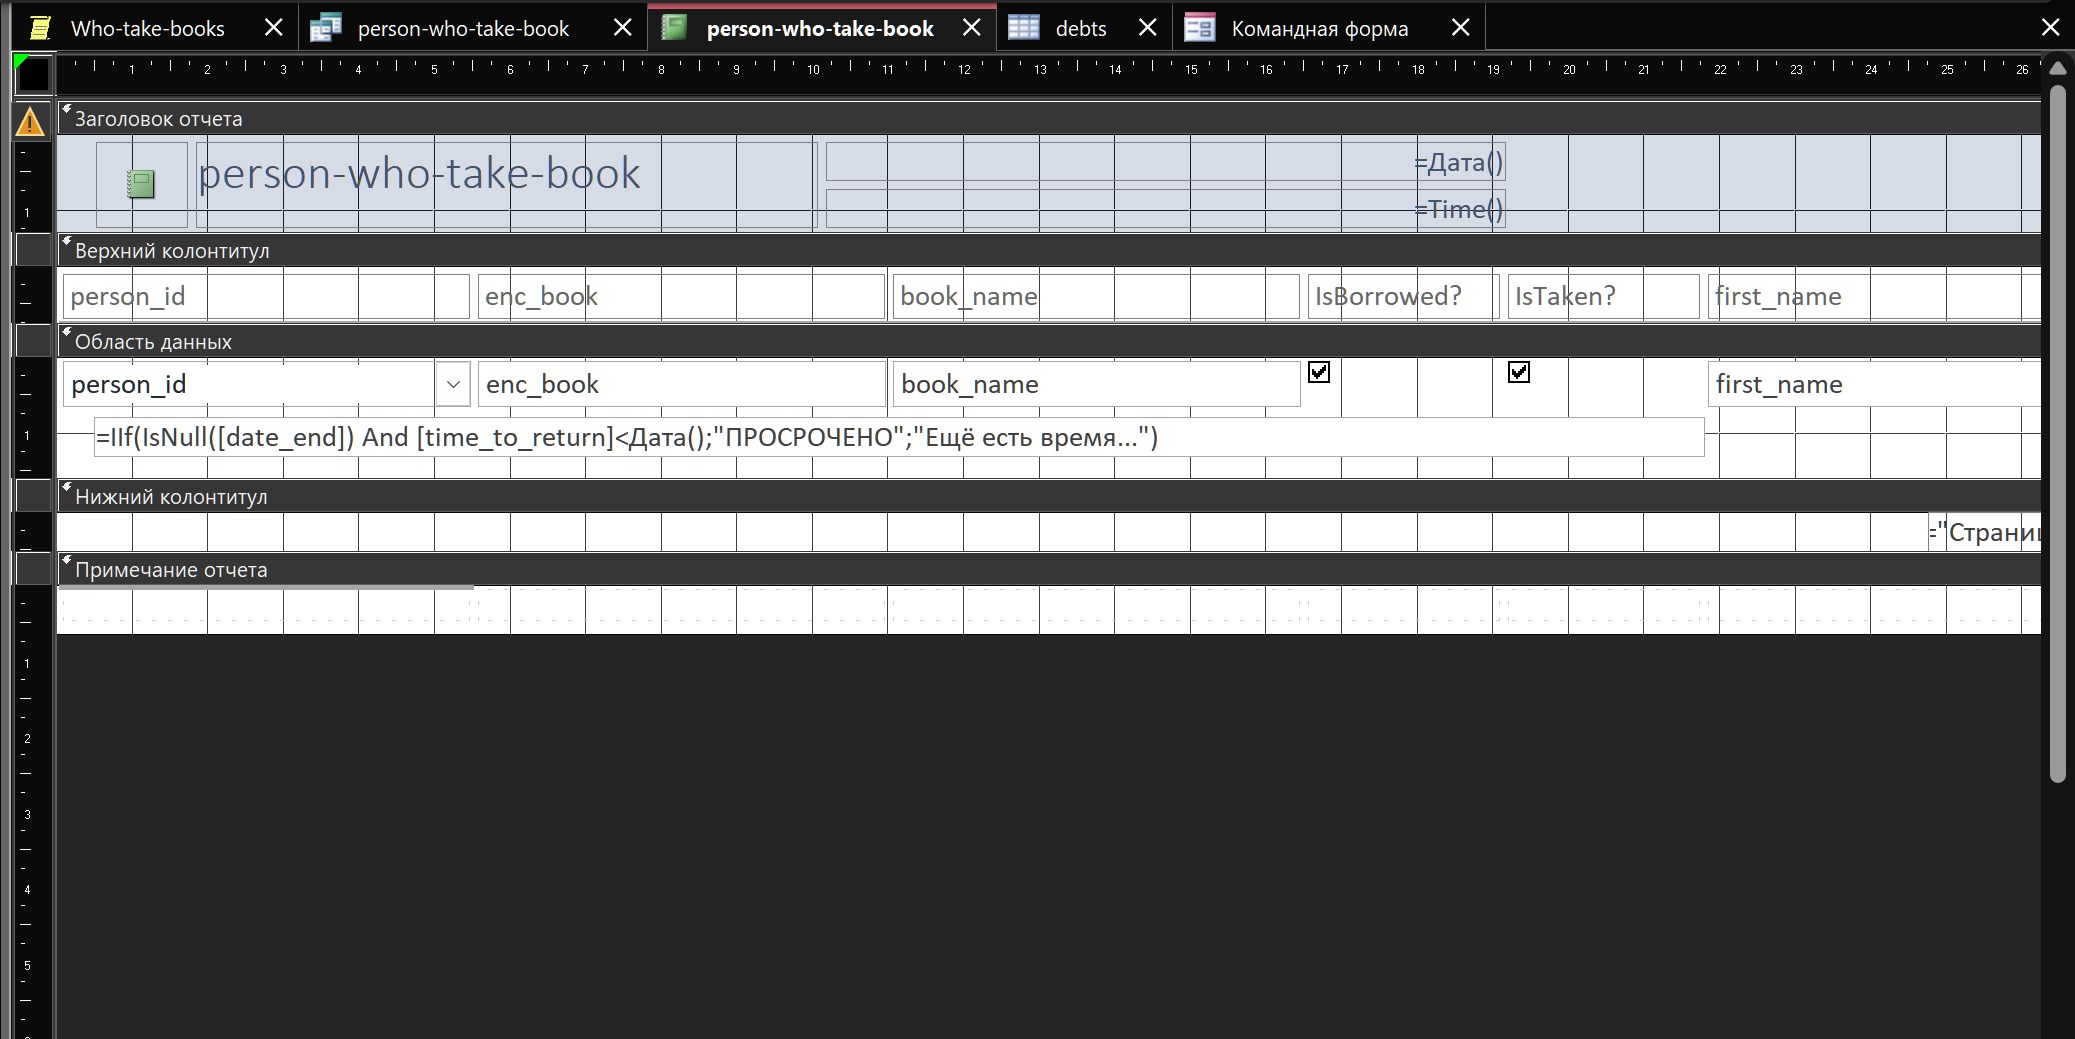 Who-take-books person-who-take-book person-who-take-book debts Командная форма
1 2 3 4 5 6 7 8 9 10 11 12 13 14 15 16 17 18 19 20 21 22 23 24 25 26
Заголовок отчета
person-who-take-book =Дата()
1 =Time()
Верхний колонтитул
person_id enc_book book_name IsBorrowed? IsTaken? first_name
Область данных
person_id enc_book book_name first_name
1 =IIf(IsNull([date_end]) And [time_to_return]<Дата();"ПРОСРОЧЕНО";"Ещё есть время...")
Нижний колонтитул
Примечание отчета
1
2
3
4
5